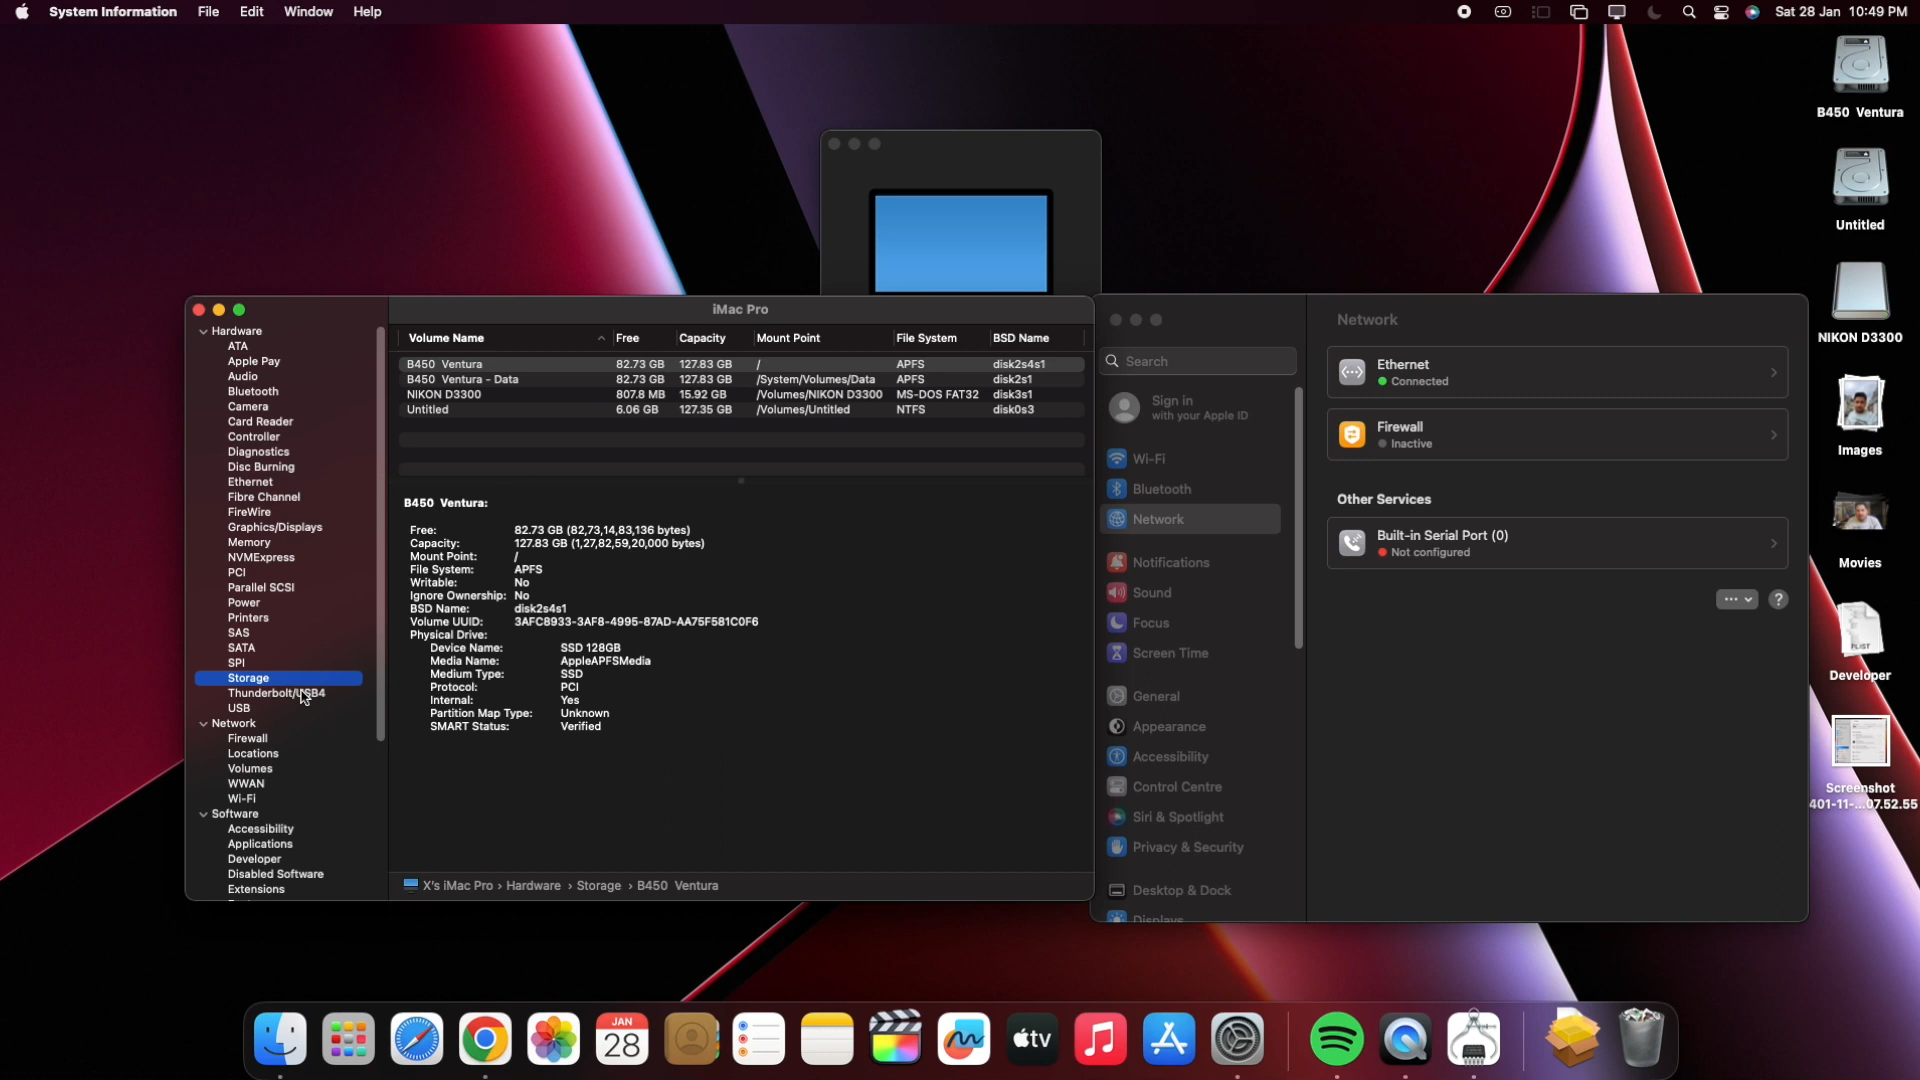 System Information File Edit Window Help
Sat 28 Jan 10:49 PM
B450 Ventura
Untitled
NIKON D3300
Images
Movies
PLIST
Developer
Screenshot
401-11-...07.52.55
iMac Pro
Hardware
ATA
Apple Pay
Audio
Bluetooth
Camera
Card Reader
Controller
Diagnostics
Disc Burning
Ethernet
Fibre Channel
FireWire
Graphics/Displays
Memory
NVMExpress
PCI
Parallel SCSI
Power
Printers
SAS
SATA
SPI
Storage
Thunderbolt/USB4
USB
Network
Firewall
Locations
Volumes
WWAN
Wi-Fi
Software
Accessibility
Applications
Developer
Disabled Software
Extensions
Volume Name Free Capacity Mount Point File System BSD Name
B450 Ventura 82.73 GB 127.83 GB / APFS disk2s4s1
B450 Ventura - Data 82.73 GB 127.83 GB /System/Volumes/Data APFS disk2s1
NIKON D3300 807.8 MB 15.92 GB /Volumes/NIKON D3300 MS-DOS FAT32 disk3s1
Untitled 6.06 GB 127.35 GB /Volumes/Untitled NTFS disk0s3
B450 Ventura:
Free: 82.73 GB (82,73,14,83,136 bytes)
Capacity: 127.83 GB (1,27,82,59,20,000 bytes)
Mount Point: /
File System: APFS
Writable: No
Ignore Ownership: No
BSD Name: disk2s4s1
Volume UUID: 3AFC8933-3AF8-4995-87AD-AA75F581C0F6
Physical Drive:
Device Name: SSD 128GB
Media Name: AppleAPFSMedia
Medium Type: SSD
Protocol: PCI
Internal: Yes
Partition Map Type: Unknown
SMART Status: Verified
X's iMac Pro › Hardware › Storage › B450 Ventura
Search
Sign in
with your Apple ID
Wi-Fi
Bluetooth
Network
Notifications
Sound
Focus
Screen Time
General
Appearance
Accessibility
Control Centre
Siri & Spotlight
Privacy & Security
Desktop & Dock
Displays
Network
Ethernet
Connected
Firewall
Inactive
Other Services
Built-in Serial Port (0)
Not configured
?
JAN
28
tv